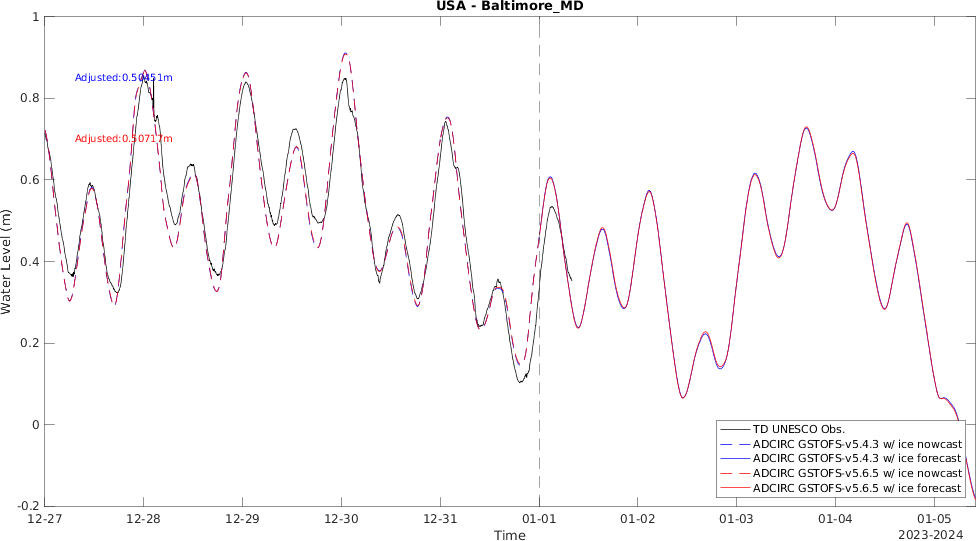 USA - Baltimore_MD
1
0.8
0.6
0.4
0.2
0
-0.2
Water Level (m)
Adjusted:0.50451m
Adjusted:0.50717m
TD UNESCO Obs.
ADCIRC GSTOFS-v5.4.3 w/ ice nowcast
ADCIRC GSTOFS-v5.4.3 w/ ice forecast
ADCIRC GSTOFS-v5.6.5 w/ ice nowcast
ADCIRC GSTOFS-v5.6.5 w/ ice forecast
12-27 12-28 12-29 12-30 12-31 01-01 01-02 01-03 01-04 01-05
Time
2023-2024